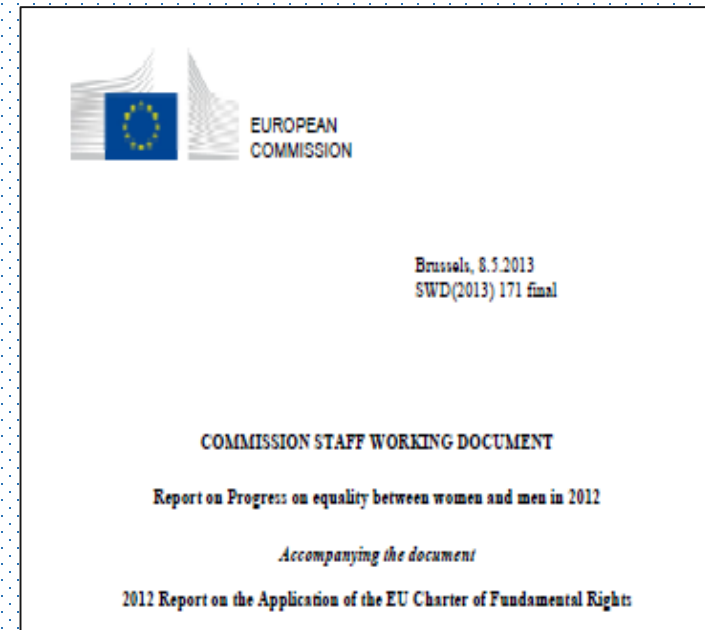 EUROPEAN
COMMISSION
Brussels, 8.5.2013
SWD(2013) 171 final
COMMISSION STAFF WORKING DOCUMENT
Report on Progress on equality between women and men in 2012
Accompanying the document
2012 Report on the Application of the EU Charter of Fundamental Rights